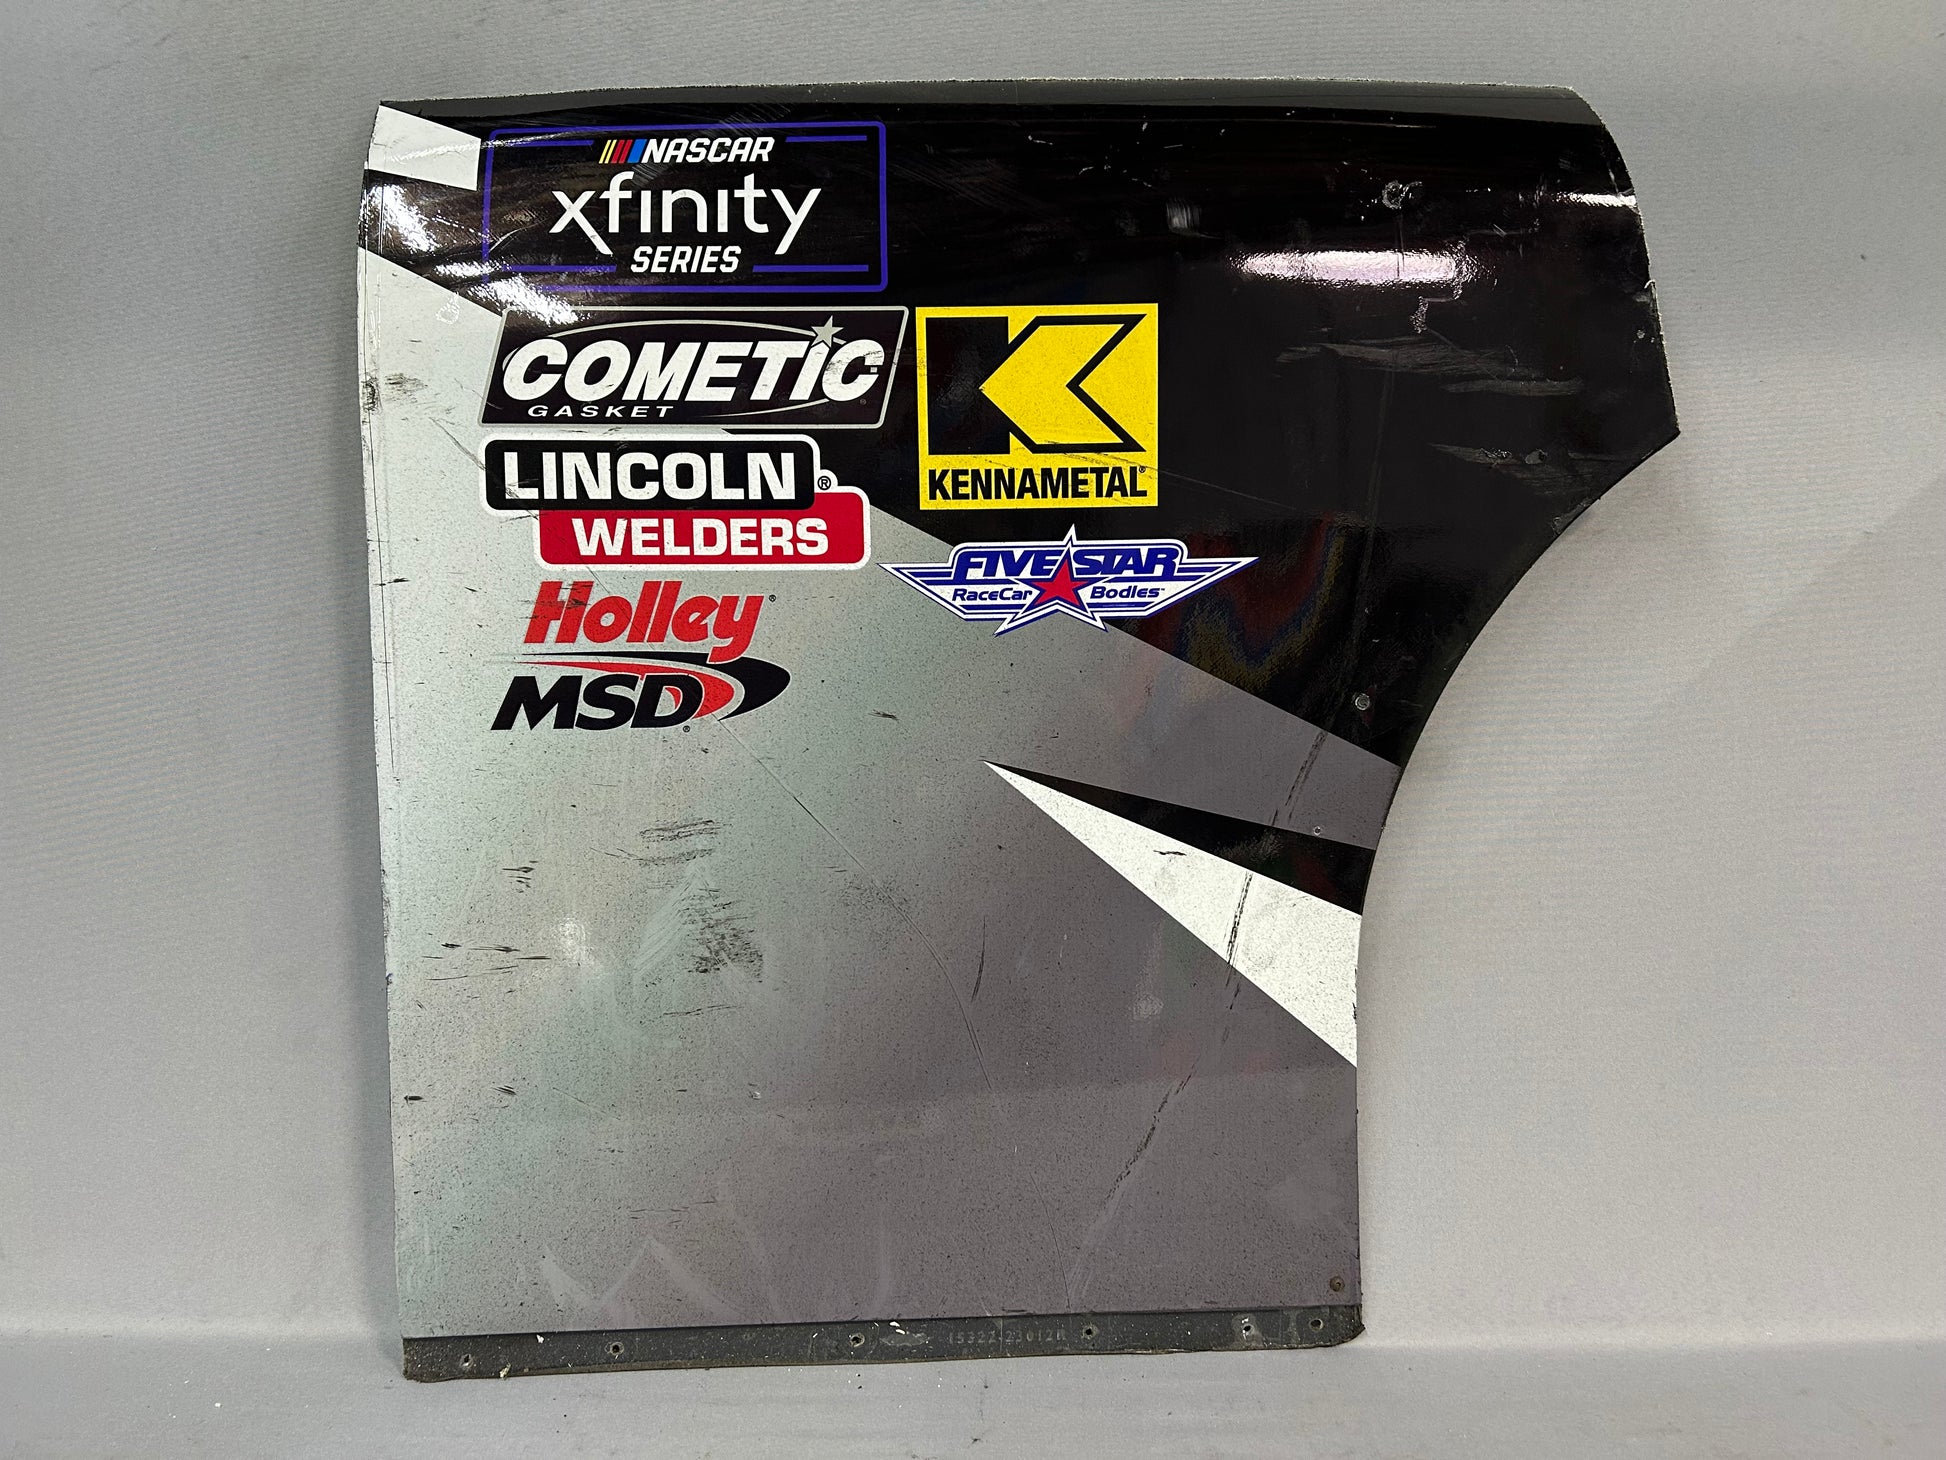 NASCAR
xfinity
SERIES
COMETIC
GASKET
KENNAMETAL
LINCOLN
WELDERS
FIVE STAR
RaceCar Bodies
Holley
MSD